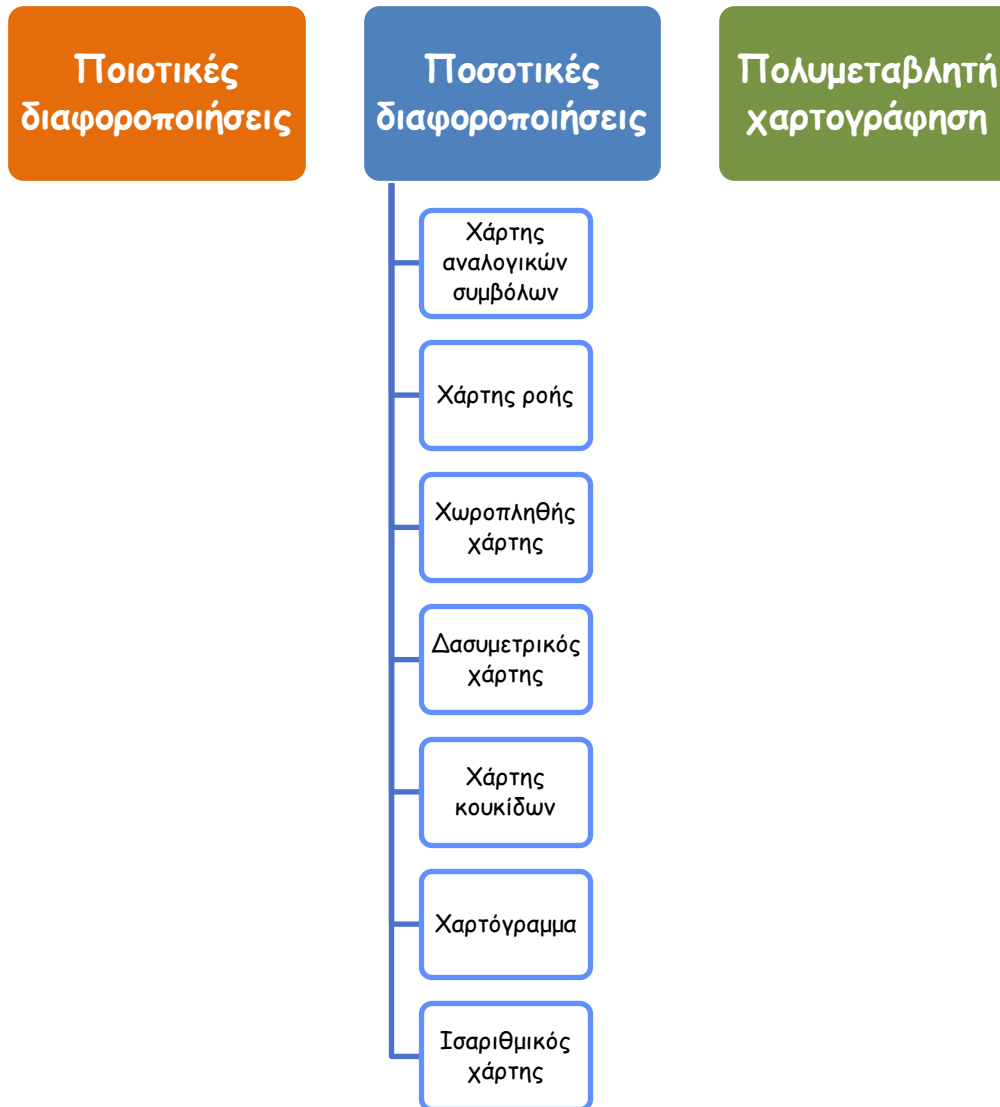 Ποιοτικές
διαφοροποιήσεις
Ποσοτικές
διαφοροποιήσεις
Πολυμεταβλητή
χαρτογράφηση
Χάρτης
αναλογικών
συμβόλων
Χάρτης ροής
Χωροπληθής
χάρτης
Δασυμετρικός
χάρτης
Χάρτης
κουκίδων
Χαρτόγραμμα
Ισαριθμικός
χάρτης